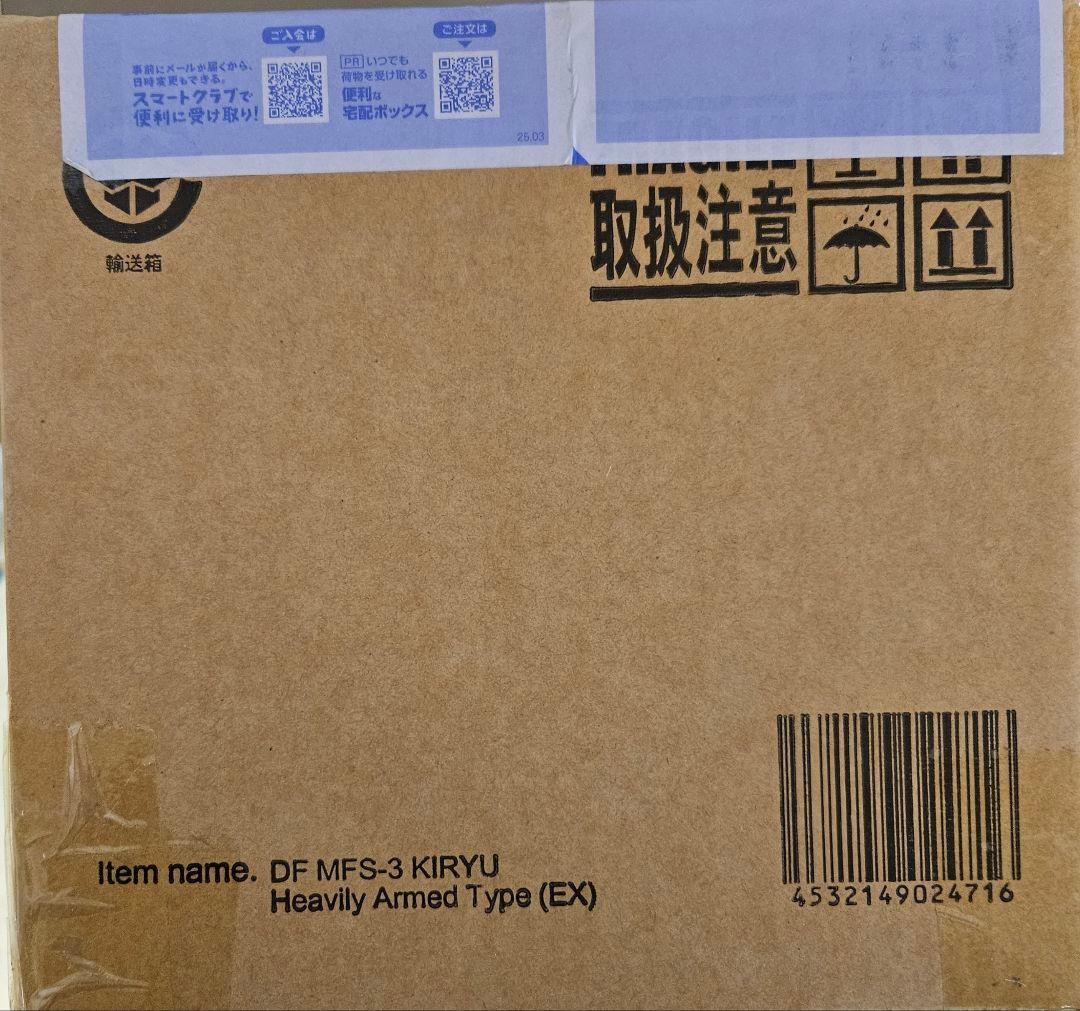 ご入会は
事前にメールが届くから、
日時変更もできる。
スマートクラブで
便利に受け取り!
ご注文は
PR いつでも
荷物を受け取れる
便利な
宅配ボックス
25.03
輸送箱
取扱注意
Item name. DF MFS-3 KIRYU
Heavily Armed Type (EX)
4532149024716